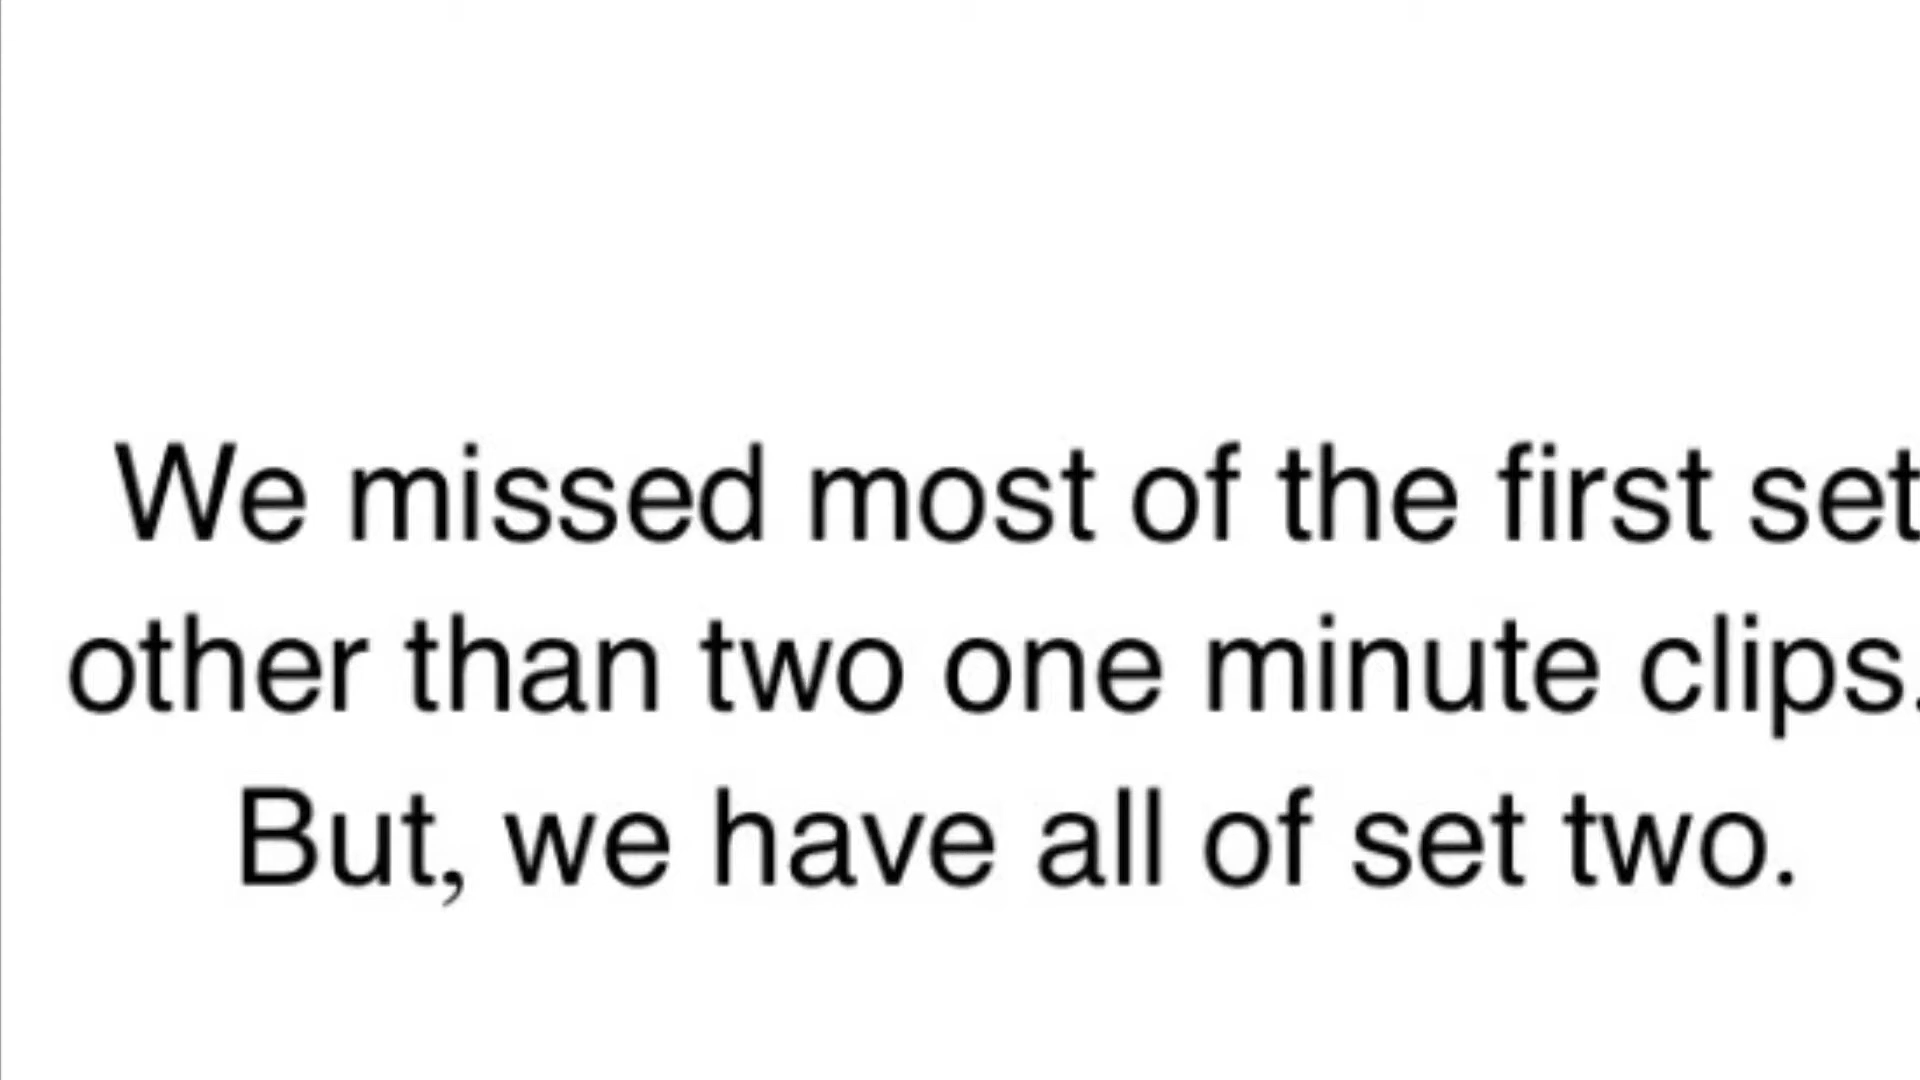 We missed most of the first set
other than two one minute clips.
But, we have all of set two.